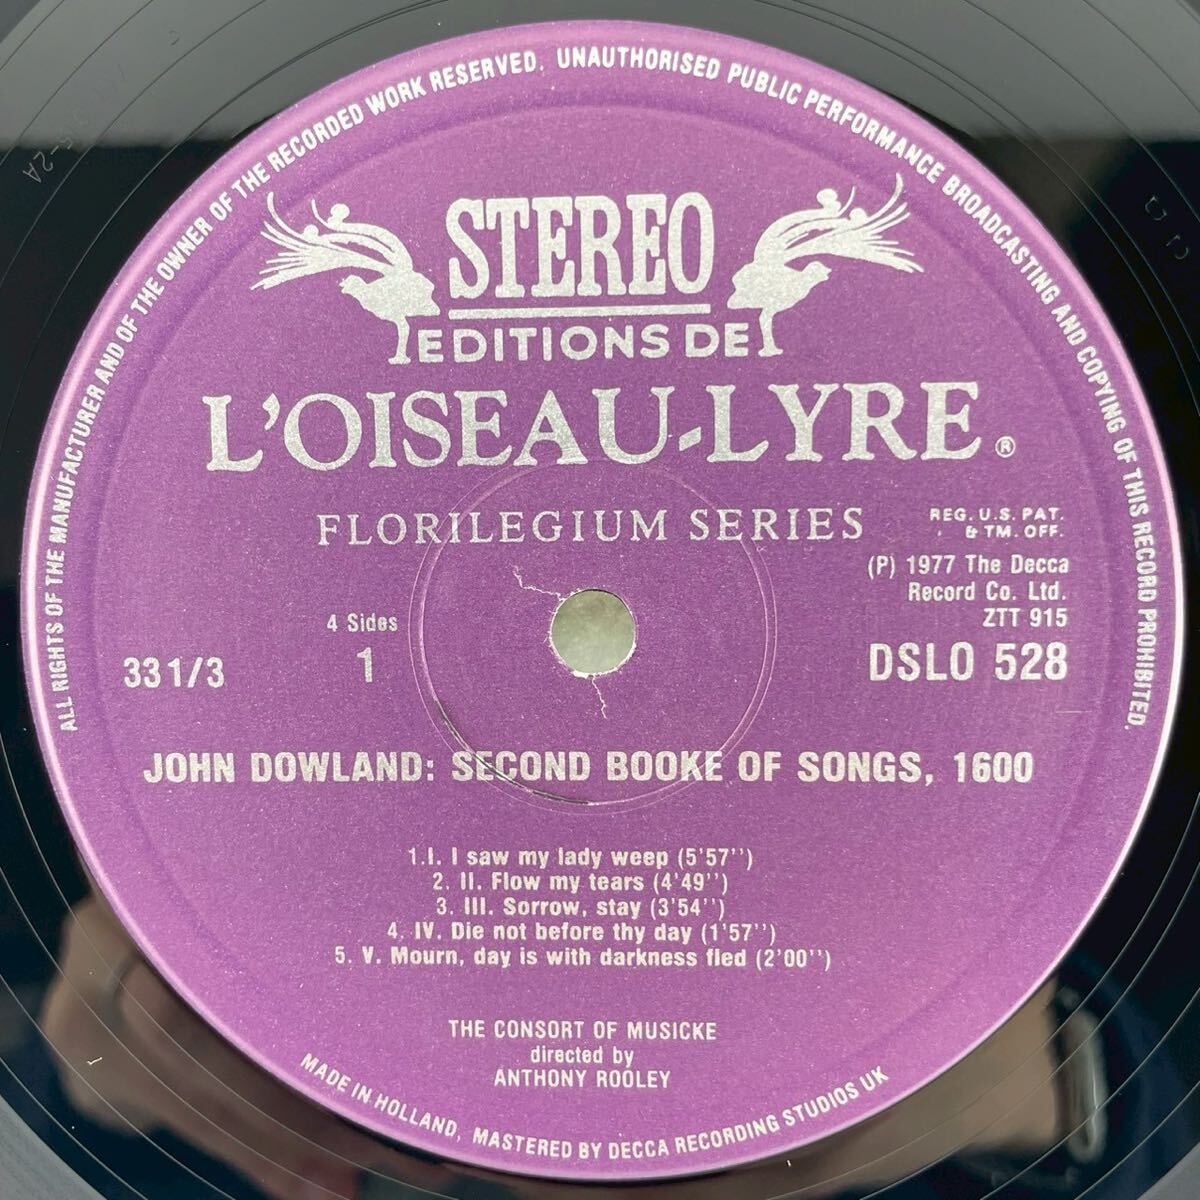 ALL RIGHTS OF THE MANUFACTURER AND OF THE OWNER OF THE RECORDED WORK RESERVED. UNAUTHORISED PUBLIC PERFORMANCE BROADCASTING AND COPYING OF THIS RECORD PROHIBITED.
STEREO
EDITIONS DE
L'OISEAU-LYRE ®
FLORILEGIUM SERIES
REG. U.S. PAT.
& TM. OFF.
(P) 1977 The Decca
Record Co. Ltd.
ZTT 915
4 Sides
33 1/3
1
DSLO 528
JOHN DOWLAND: SECOND BOOKE OF SONGS, 1600
1.I. I saw my lady weep (5'57'')
2. II. Flow my tears (4'49'')
3. III. Sorrow, stay (3'54'')
4. IV. Die not before thy day (1'57'')
5. V. Mourn, day is with darkness fled (2'00'')
THE CONSORT OF MUSICKE
directed by
ANTHONY ROOLEY
MADE IN HOLLAND, MASTERED BY DECCA RECORDING STUDIOS UK